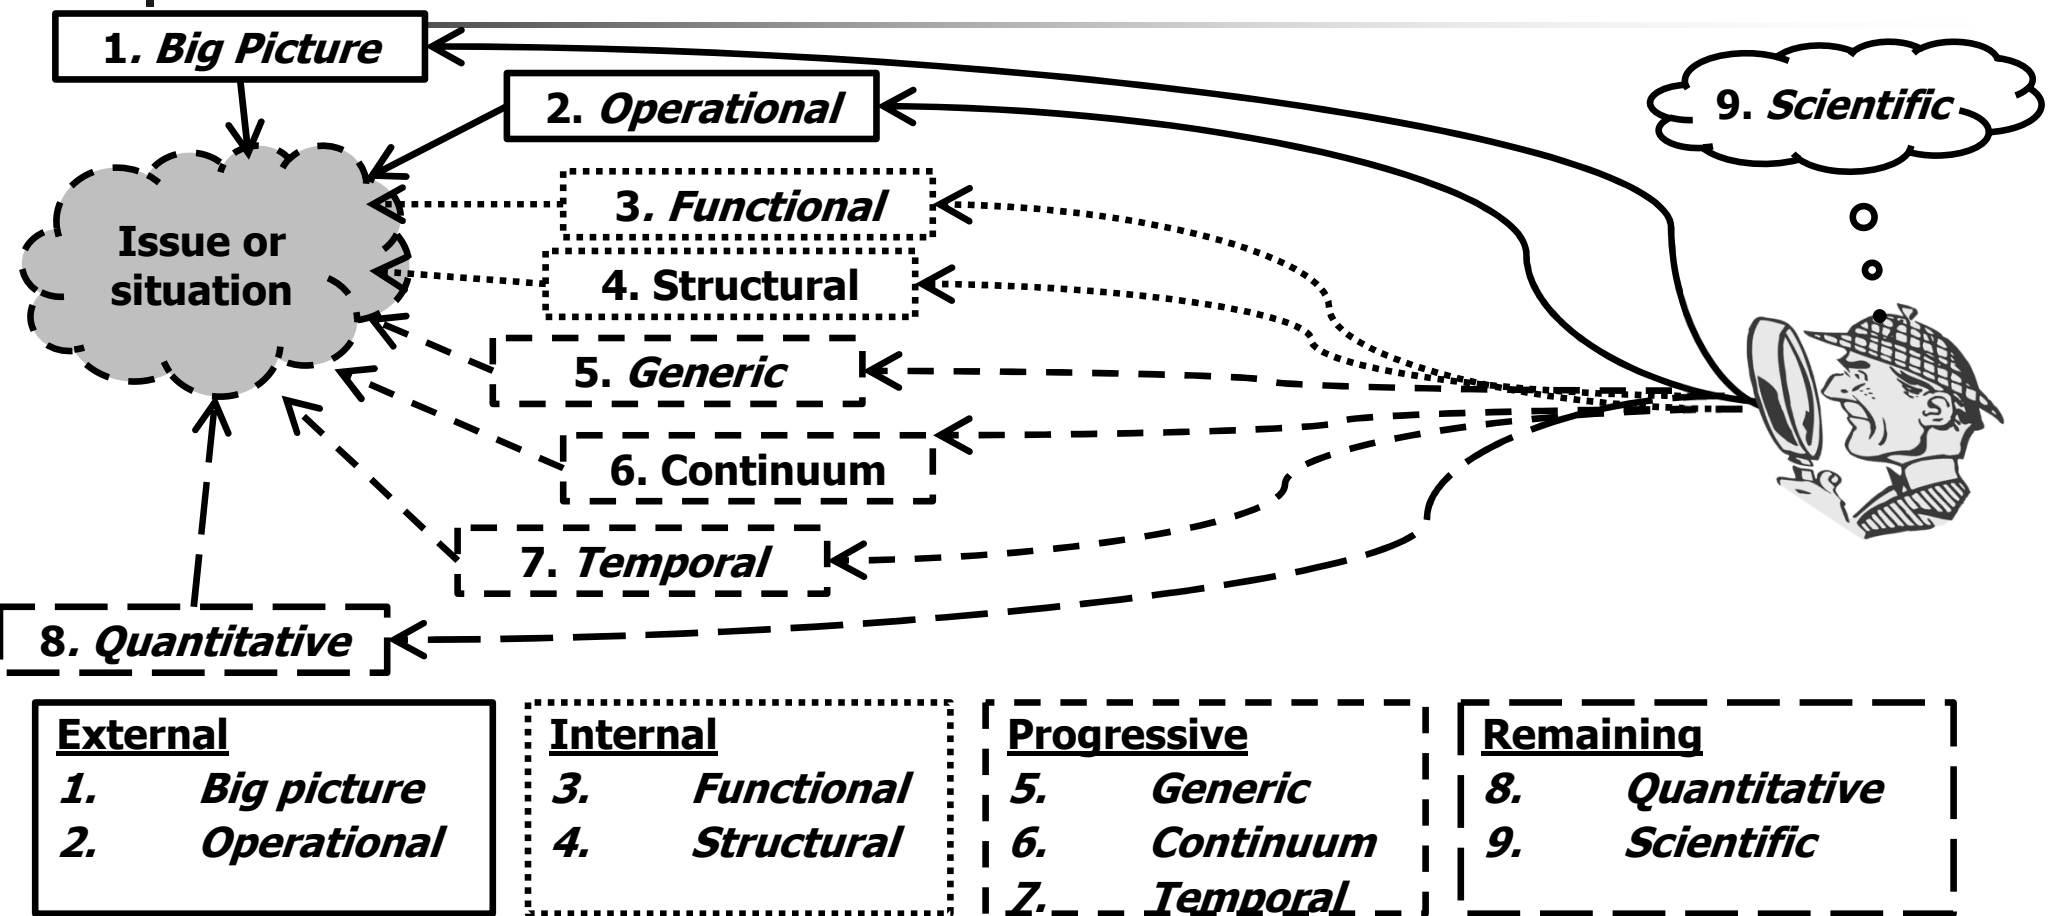 1. Big Picture
2. Operational
9. Scientific
3. Functional
Issue or
situation
4. Structural
5. Generic
6. Continuum
7. Temporal
8. Quantitative
External
1. Big picture
2. Operational
Internal
3. Functional
4. Structural
Progressive
5. Generic
6. Continuum
7. Temporal
Remaining
8. Quantitative
9. Scientific